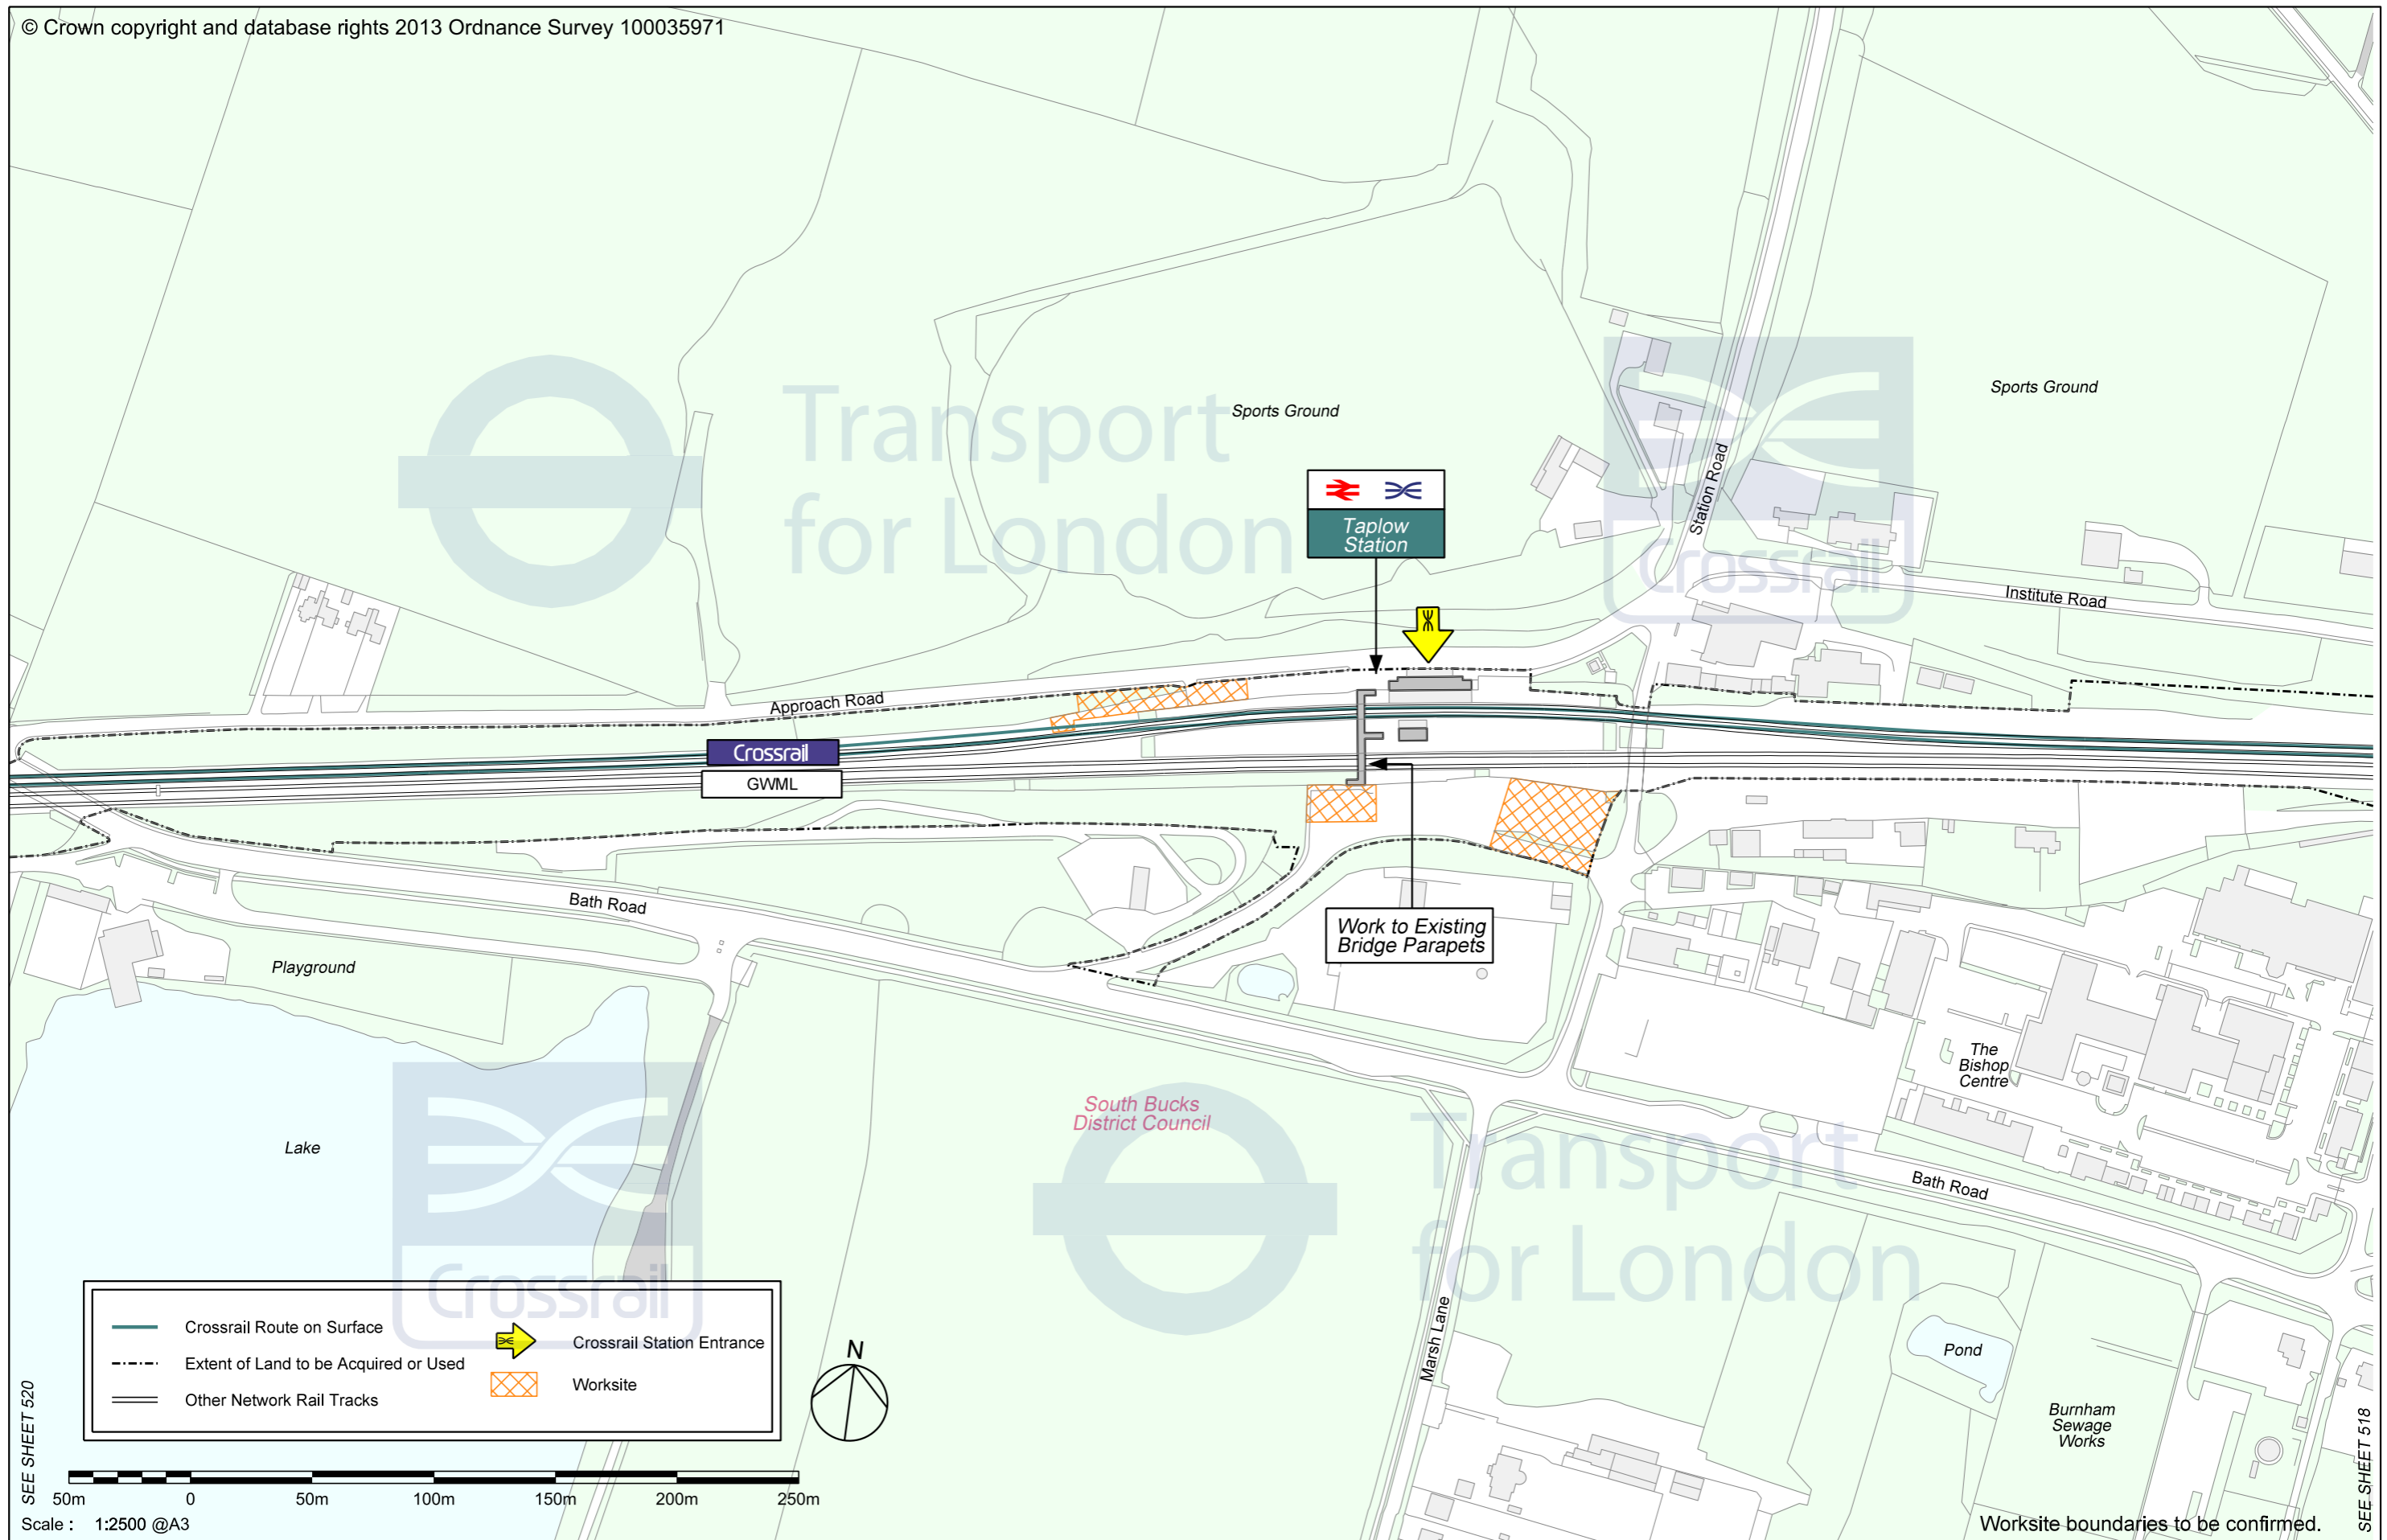 © Crown copyright and database rights 2013 Ordnance Survey 100035971
Transport
for London
Sports Ground
Sports Ground
Station Road
Crossrail
Taplow
Station
Institute Road
Approach Road
Crossrail
GWML
Bath Road
Work to Existing
Bridge Parapets
Playground
The
Bishop
Centre
South Bucks
District Council
Lake
Transport
for London
Bath Road
Crossrail
Marsh Lane
Pond
Burnham
Sewage
Works
Crossrail Route on Surface
Crossrail Station Entrance
Extent of Land to be Acquired or Used
Worksite
Other Network Rail Tracks
N
SEE SHEET 520
SEE SHEET 518
50m 0 50m 100m 150m 200m 250m
Scale : 1:2500 @A3
Worksite boundaries to be confirmed.